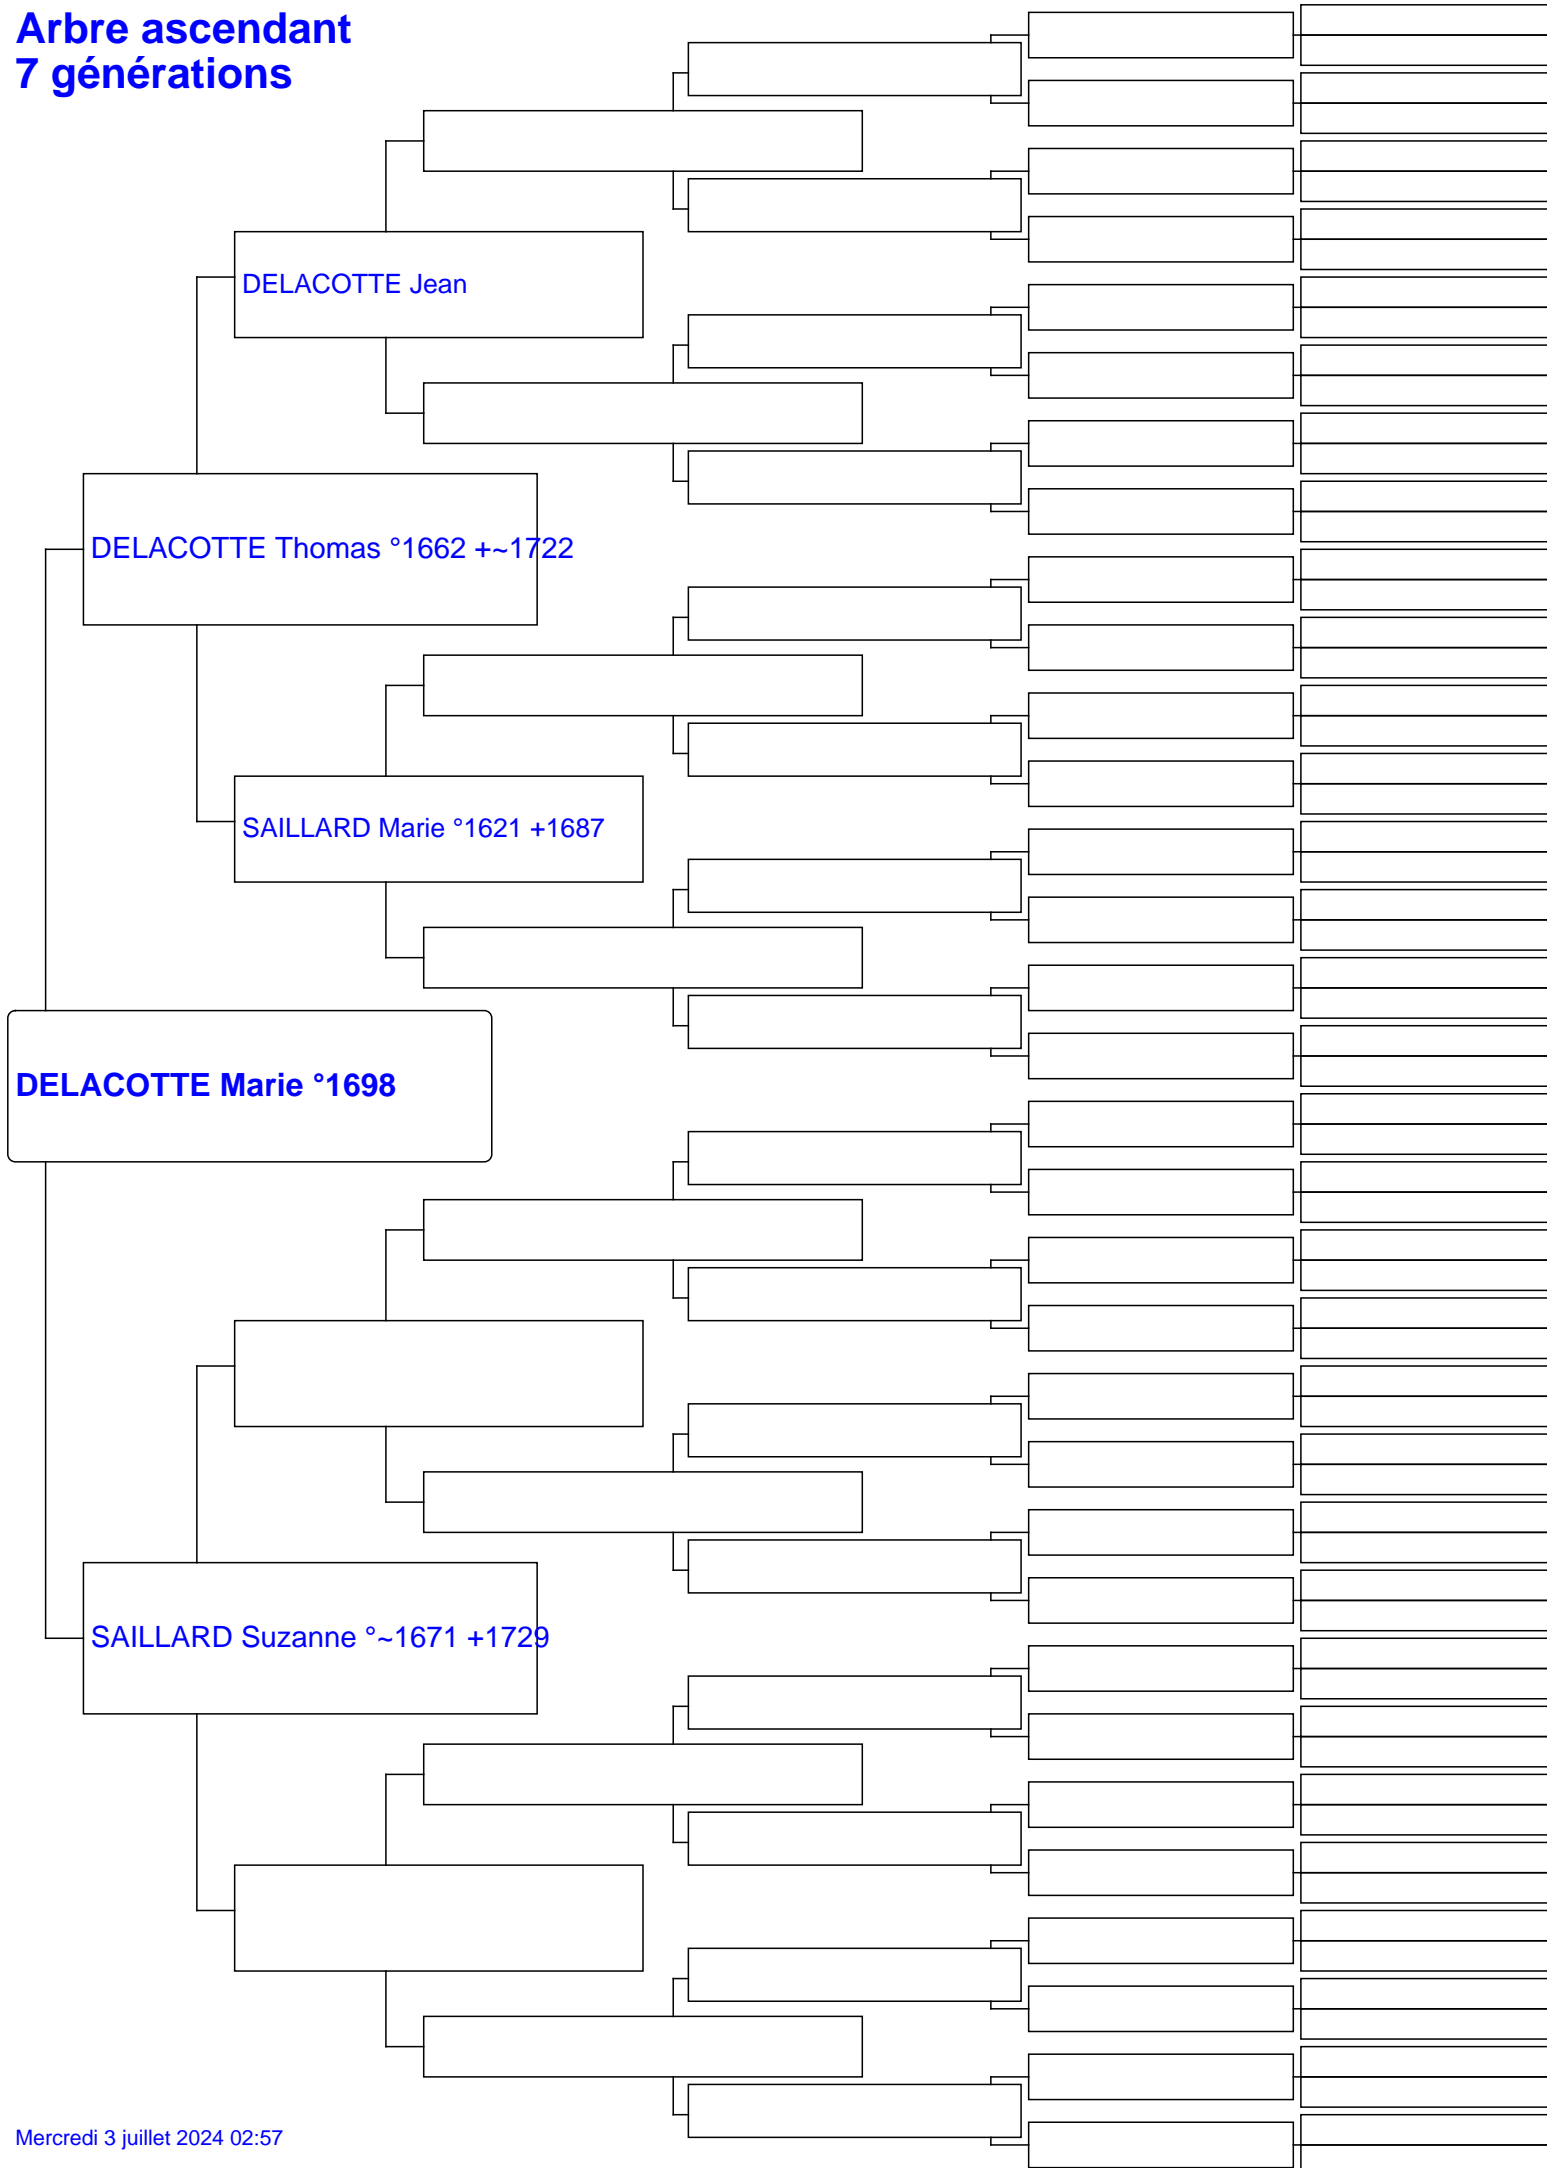 Arbre ascendant
7 générations
DELACOTTE Jean
DELACOTTE Thomas °1662 +~1722
SAILLARD Marie °1621 +1687
DELACOTTE Marie °1698
SAILLARD Suzanne °~1671 +1729
Mercredi 3 juillet 2024 02:57